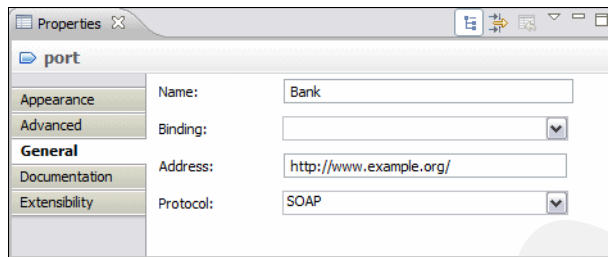 Properties
port
Appearance
Advanced
General
Documentation
Extensibility
Name: Bank
Binding:
Address: http://www.example.org/
Protocol: SOAP